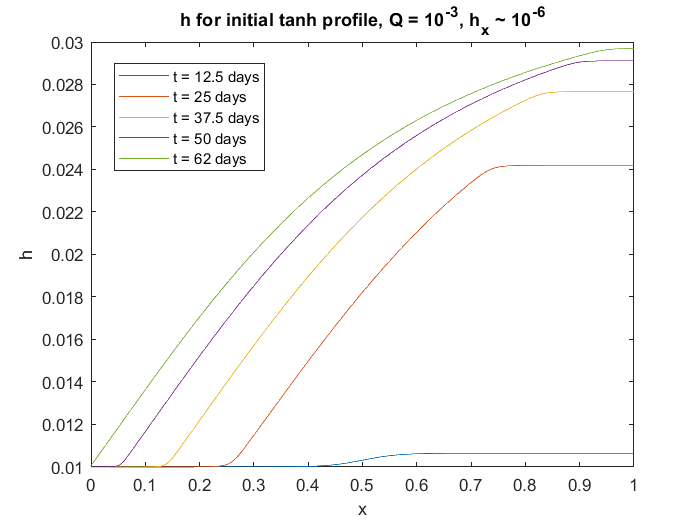 h for initial tanh profile, Q = 10^-3, h_x ~ 10^-6
0.03
0.028
0.026
0.024
0.022
0.02
0.018
0.016
0.014
0.012
0.01
h
t = 12.5 days
t = 25 days
t = 37.5 days
t = 50 days
t = 62 days
0 0.1 0.2 0.3 0.4 0.5 0.6 0.7 0.8 0.9 1
x